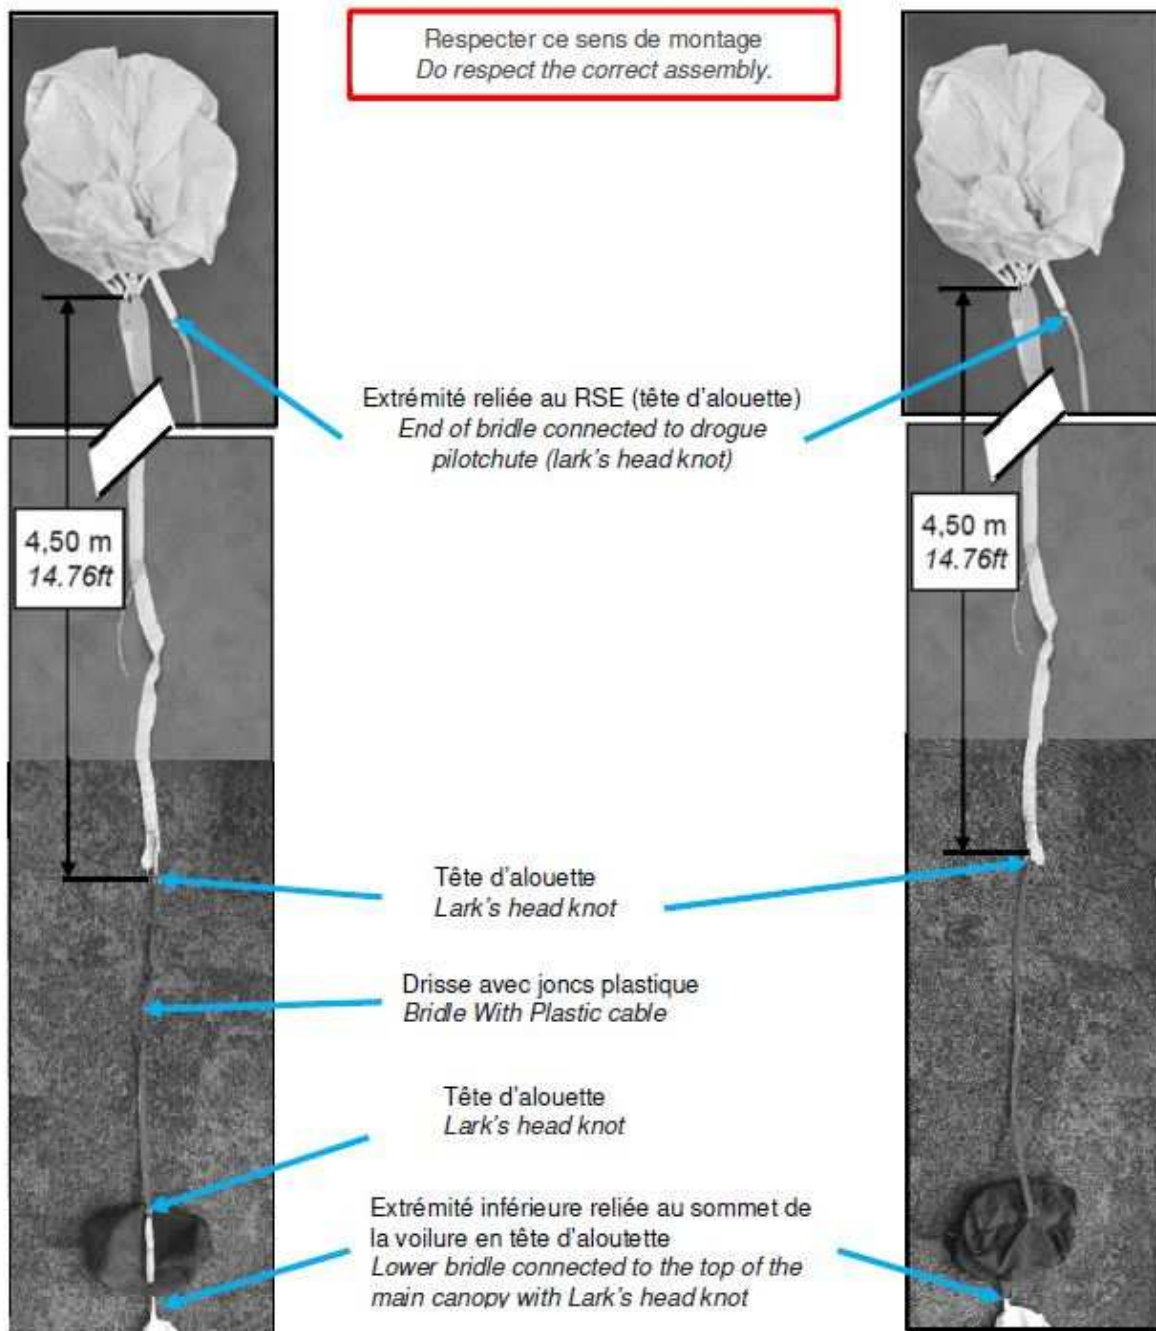 Respecter ce sens de montage
Do respect the correct assembly.
Extrémité reliée au RSE (tête d'alouette)
End of bridle connected to drogue
pilotchute (lark's head knot)
4,50 m
14.76ft
4,50 m
14.76ft
Tête d'alouette
Lark's head knot
Drisse avec joncs plastique
Bridle With Plastic cable
Tête d'alouette
Lark's head knot
Extrémité inférieure reliée au sommet de
la voilure en tête d'aloutette
Lower bridle connected to the top of the
main canopy with Lark's head knot